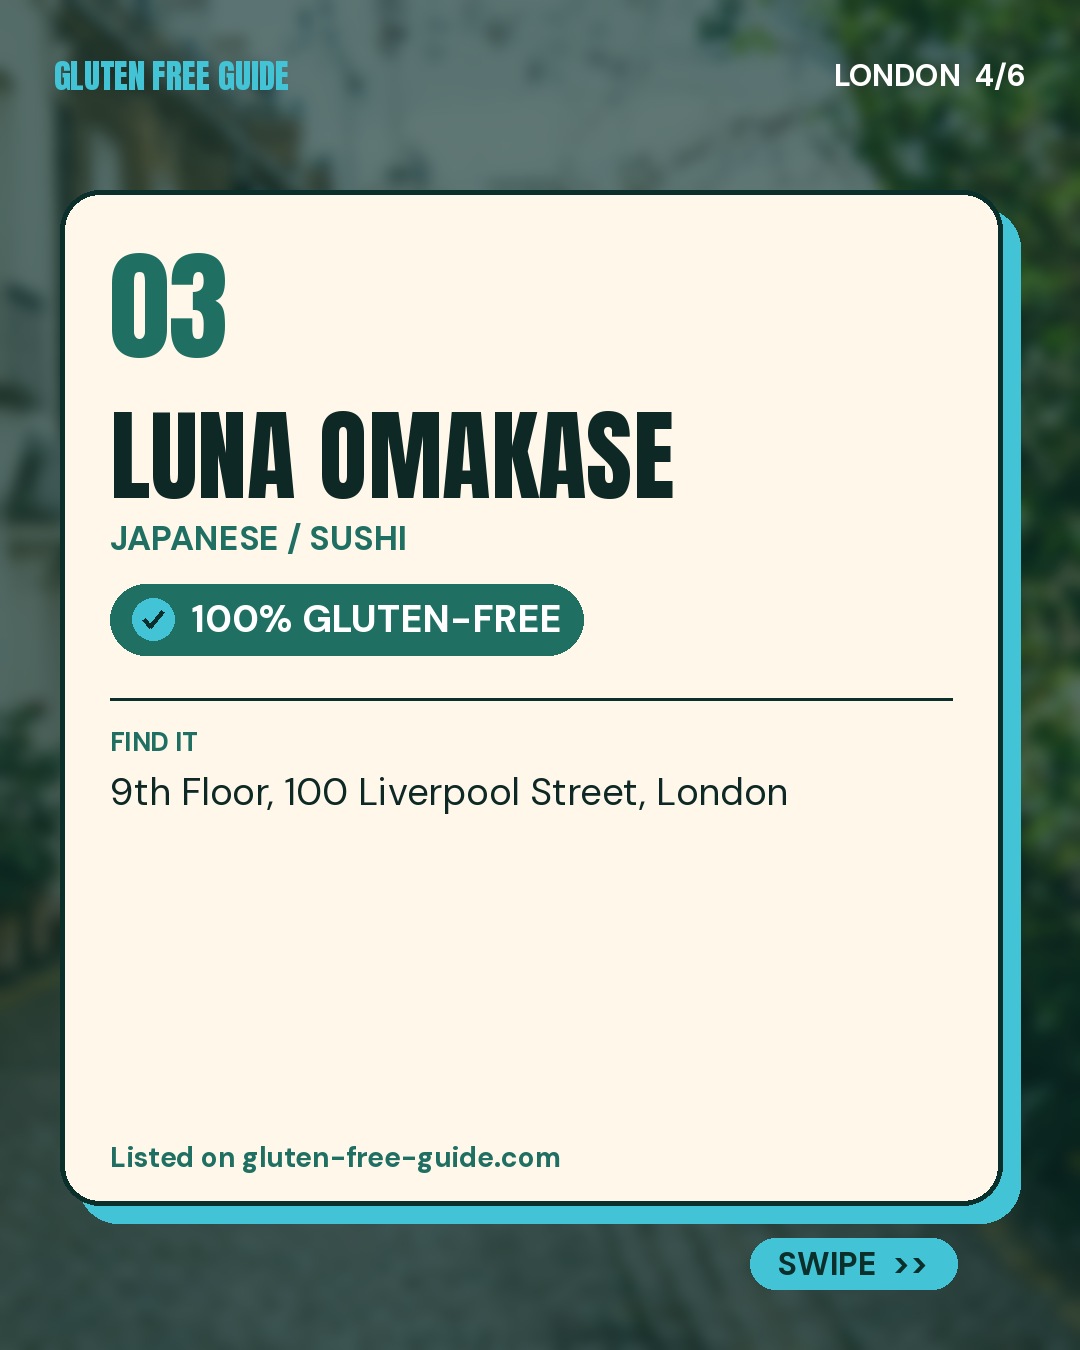 GLUTEN FREE GUIDE
LONDON 4/6
03
LUNA OMAKASE
JAPANESE / SUSHI
100% GLUTEN-FREE
FIND IT
9th Floor, 100 Liverpool Street, London
Listed on gluten-free-guide.com
SWIPE >>